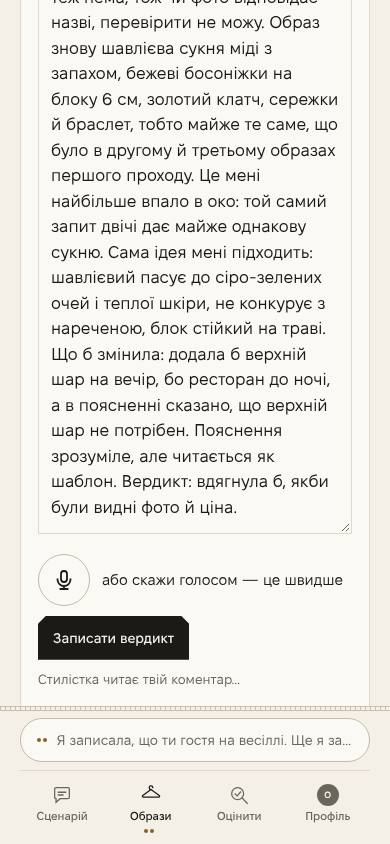 назві, перевірити не можу. Образ
знову шавлієва сукня міді з
запахом, бежеві босоніжки на
блоку 6 см, золотий клатч, сережки
й браслет, тобто майже те саме, що
було в другому й третьому образах
першого проходу. Це мені
найбільше впало в око: той самий
запит двічі дає майже однакову
сукню. Сама ідея мені підходить:
шавлієвий пасує до сіро-зелених
очей і теплої шкіри, не конкурує з
нареченою, блок стійкий на траві.
Що б змінила: додала б верхній
шар на вечір, бо ресторан до ночі,
а в поясненні сказано, що верхній
шар не потрібен. Пояснення
зрозуміле, але читається як
шаблон. Вердикт: вдягнула б, якби
були видні фото й ціна.
або скажи голосом — це швидше
Записати вердикт
Стилістка читає твій коментар...
Я записала, що ти гостя на весіллі. Ще я за...
Сценарій
Образи
Оцінити
О
Профіль